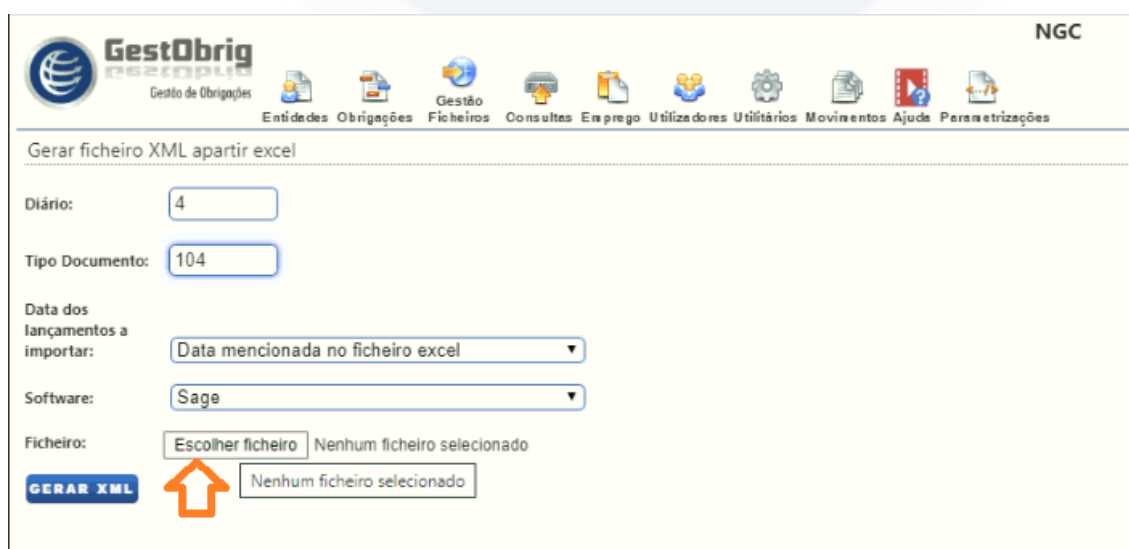 NGC
GestObrig
Gestão de Obrigações
Entidades Obrigações Gestão Ficheiros Consultas Emprego Utilizadores Utilitários Movimentos Ajuda Parametrizações
Gerar ficheiro XML apartir excel
Diário: 4
Tipo Documento: 104
Data dos
lançamentos a
importar: Data mencionada no ficheiro excel
Software: Sage
Ficheiro: Escolher ficheiro Nenhum ficheiro selecionado
GERAR XML Nenhum ficheiro selecionado